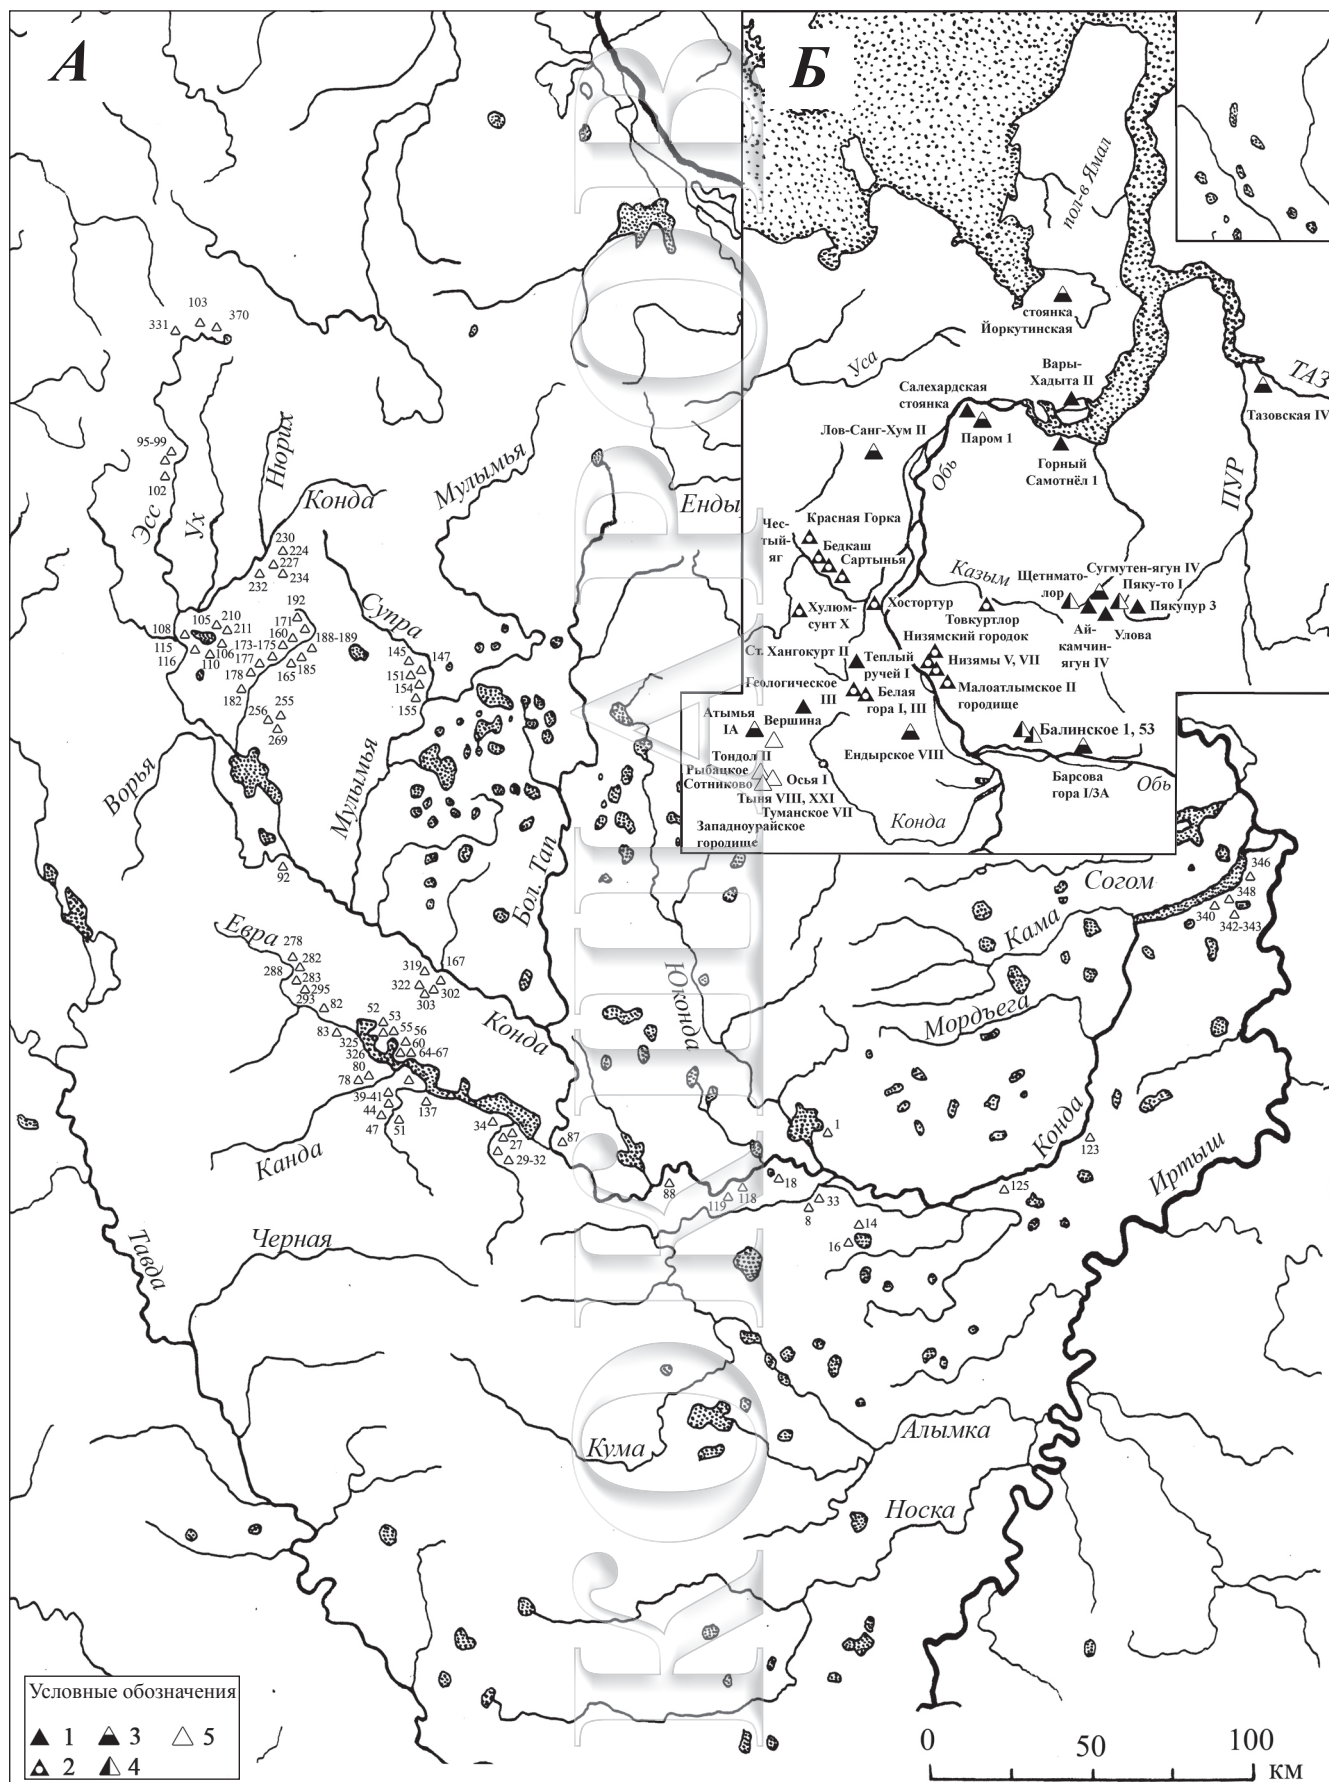 А
Б
пол-в Ямал
стоянка
Йоркутинская
Уса
Вары-
Хадыта II
Салехардская
стоянка
ТАЗ
Тазовская IV
Паром 1
Лов-Санг-Хум II
Горный
Самотнёл 1
Обь
ПУР
Красная Горка
Чес-
тый-
яг
Бедкаш
Сартынья
Казым
Щетнмато-
лор
Сугмутен-ягун IV
Пяку-то I
Пякупур 3
Хулюм-
сунт X
Хостортур
Товкуртлор
Ай-
камчин-
ягун IV
Улова
Низямский городок
Ст. Хангокурт II
Теплый
ручей I
Низямы V, VII
Геологическое
III
Белая
гора I, III
Малоатлымское II
городище
Атымья
IA
Вершина
Балинское 1, 53
Ендырское VIII
Тондол II
Рыбацкое
Сотниково
Осья I
Барсова
гора I/3А
Обь
Тыня VIII, XXI
Туманское VII
Западноурайское
городище
Конда
103
331
370
95-99
102
Эсс
Ух
Нюрих
Конда
Мулымья
Енды
230
224
227
232
234
192
Супра
105
210
211
171
108
160
188-189
115
173-175
106
116
110
177
165
185
178
145
147
151
154
155
182
255
256
269
Ворья
Мулымья
Бол. Тап
92
Согом
346
348
340
342-343
Кама
Евра
278
282
288
283
295
293
82
319
167
322
302
303
Юконда
Мордъега
52
53
83
55
56
325
60
326
64-67
Конда
80
78
39-41
44
137
47
51
34
27
29-32
87
1
Конда
123
Иртыш
Канда
88
18
125
119
118
33
8
14
16
Черная
Тавда
Кума
Алымка
Носка
Условные обозначения
1
3
5
2
4
0
50
100
км
KROKIMPIARDIOIR